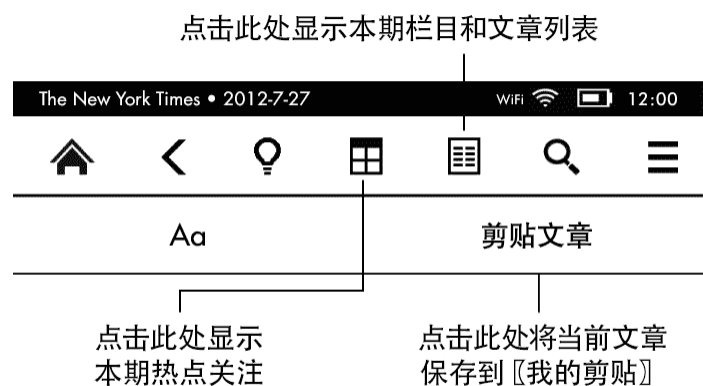 点击此处显示本期栏目和文章列表
The New York Times • 2012-7-27 WiFi 12:00
Aa 剪贴文章
点击此处显示
本期热点关注
点击此处将当前文章
保存到〖我的剪贴〗